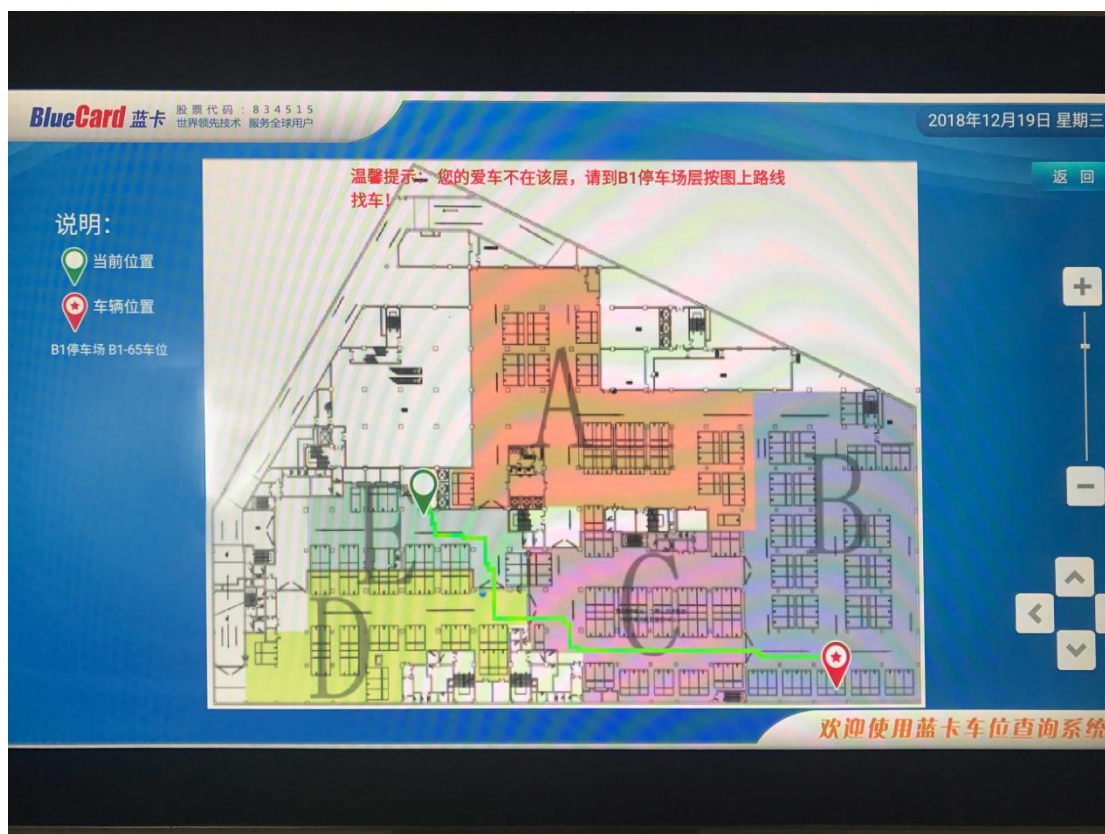 BlueCard 蓝卡
股票代码：834515
世界领先技术 服务全球用户
2018年12月19日 星期三
返 回
温馨提示： 您的爱车不在该层，请到B1停车场层按图上路线
找车！
说明：
当前位置
车辆位置
B1停车场 B1-65车位
A
B
E
C
D
欢迎使用蓝卡车位查询系统